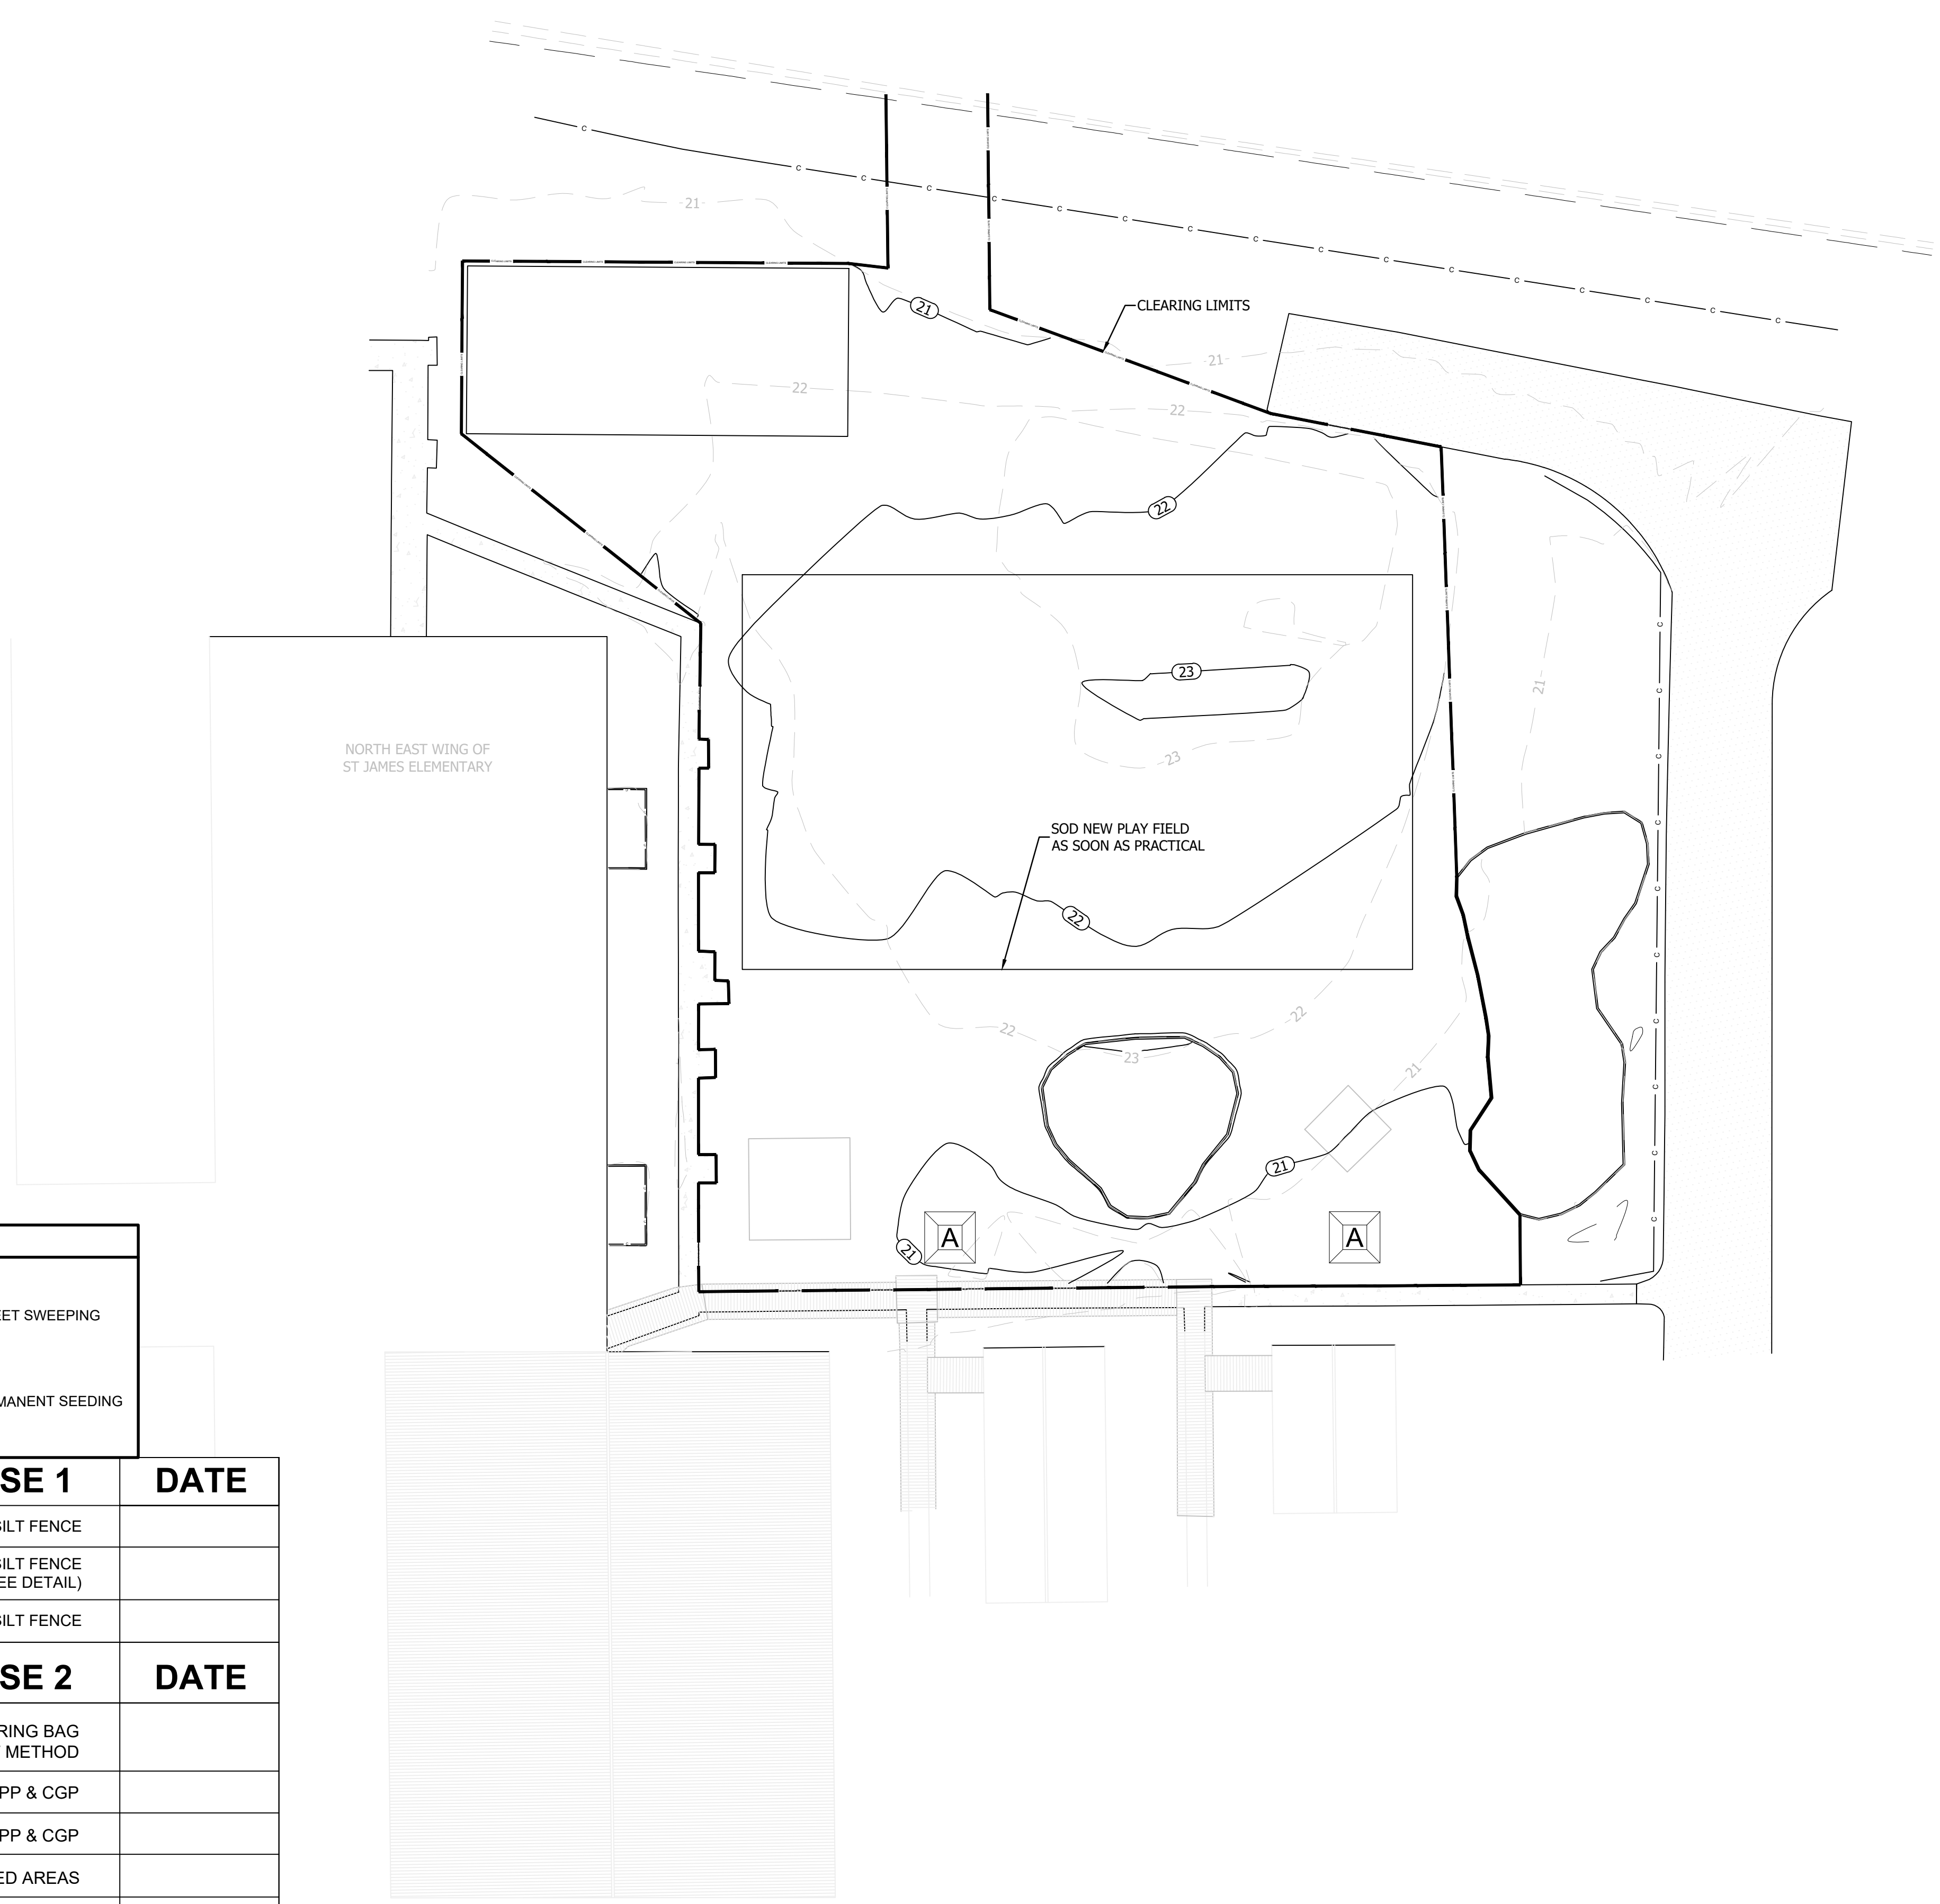 C
C
C
C
21
C
C
C
C
C
21
CLEARING LIMITS
C
C
C
C
C
C
C
C
21
22
22
22
C
23
21
C
NORTH EAST WING OF
ST JAMES ELEMENTARY
23
C
SOD NEW PLAY FIELD
AS SOON AS PRACTICAL
C
C
22
C
22
22
C
23
21
C
C
21
C
A
A
21
EET SWEEPING
MANENT SEEDING
SE 1
DATE
SILT FENCE
SILT FENCE
EE DETAIL)
SILT FENCE
SE 2
DATE
RING BAG
METHOD
PP & CGP
PP & CGP
ED AREAS